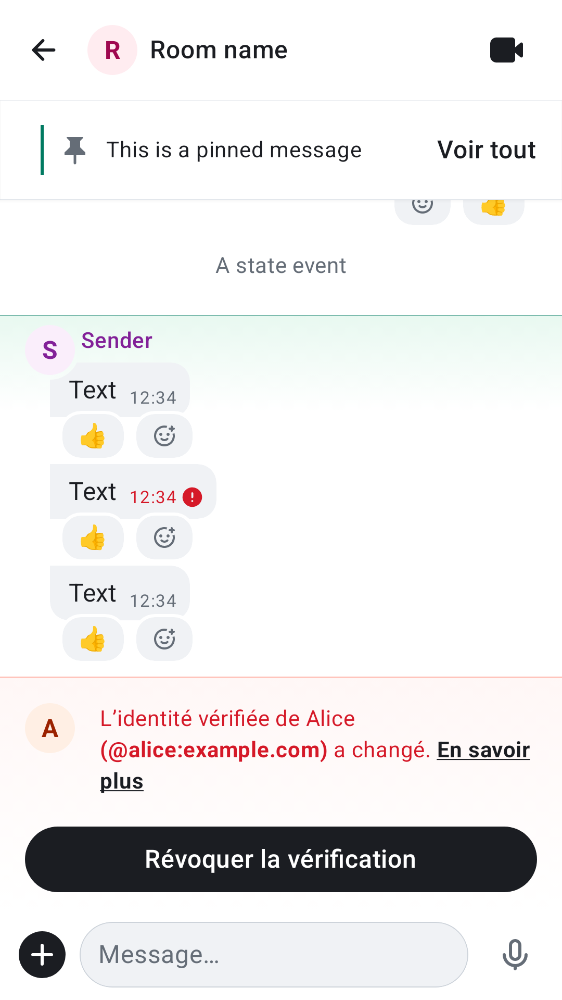 R Room name
This is a pinned message Voir tout
A state event
S Sender
Text 12:34
Text 12:34
Text 12:34
L’identité vérifiée de Alice
A (@alice:example.com) a changé. En savoir
plus
Révoquer la vérification
Message…